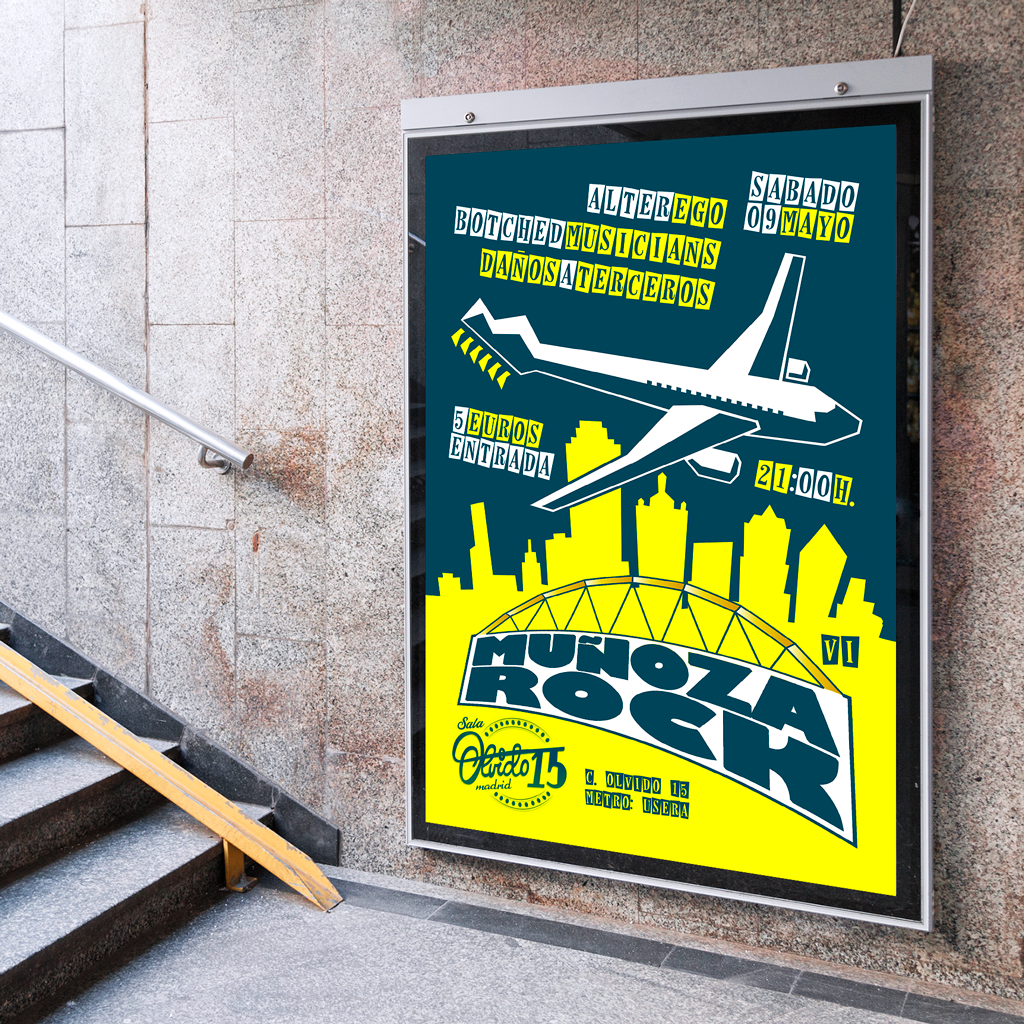 ALTEREGO
BOTCHEDMUSICIANS
DAÑOSATERCEROS
SABADO
09MAYO
5EUROS
ENTRADA
21:00H.
VI
MUÑOZA
ROCK
Sala
Olvido 15
madrid
C. OLVIDO 15
METRO: USERA